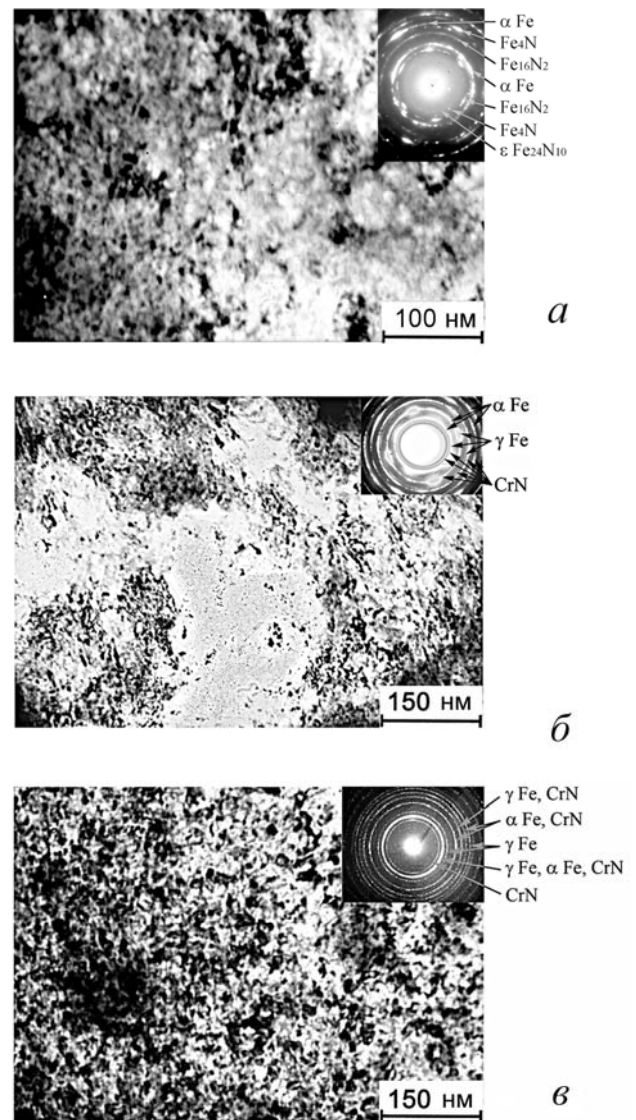 α Fe
Fe₄N
Fe₁₆N₂
α Fe
Fe₁₆N₂
Fe₄N
ε Fe₂₄N₁₀
100 нм
а
α Fe
γ Fe
CrN
150 нм
б
γ Fe, CrN
α Fe, CrN
γ Fe
γ Fe, α Fe, CrN
CrN
150 нм
в